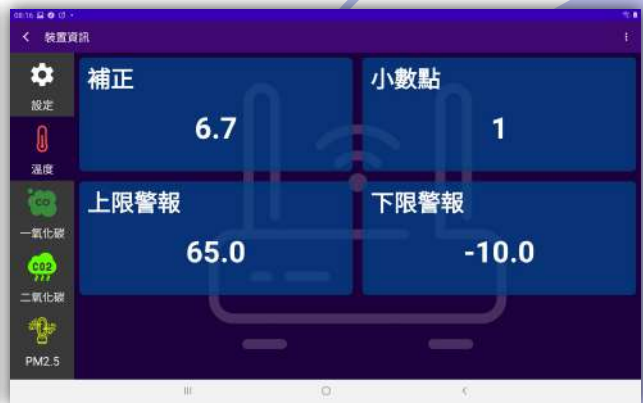 08:16
裝置資訊
設定
溫度
CO
一氧化碳
CO2
二氧化碳
PM2.5
補正
6.7
小數點
1
上限警報
65.0
下限警報
-10.0